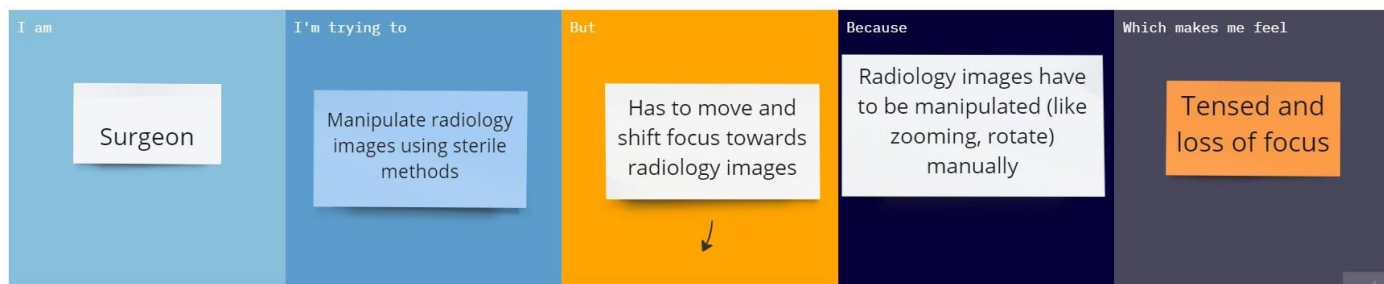 I am
Surgeon
I'm trying to
Manipulate radiology
images using sterile
methods
But
Has to move and
shift focus towards
radiology images
Because
Radiology images have
to be manipulated (like
zooming, rotate)
manually
Which makes me feel
Tensed and
loss of focus